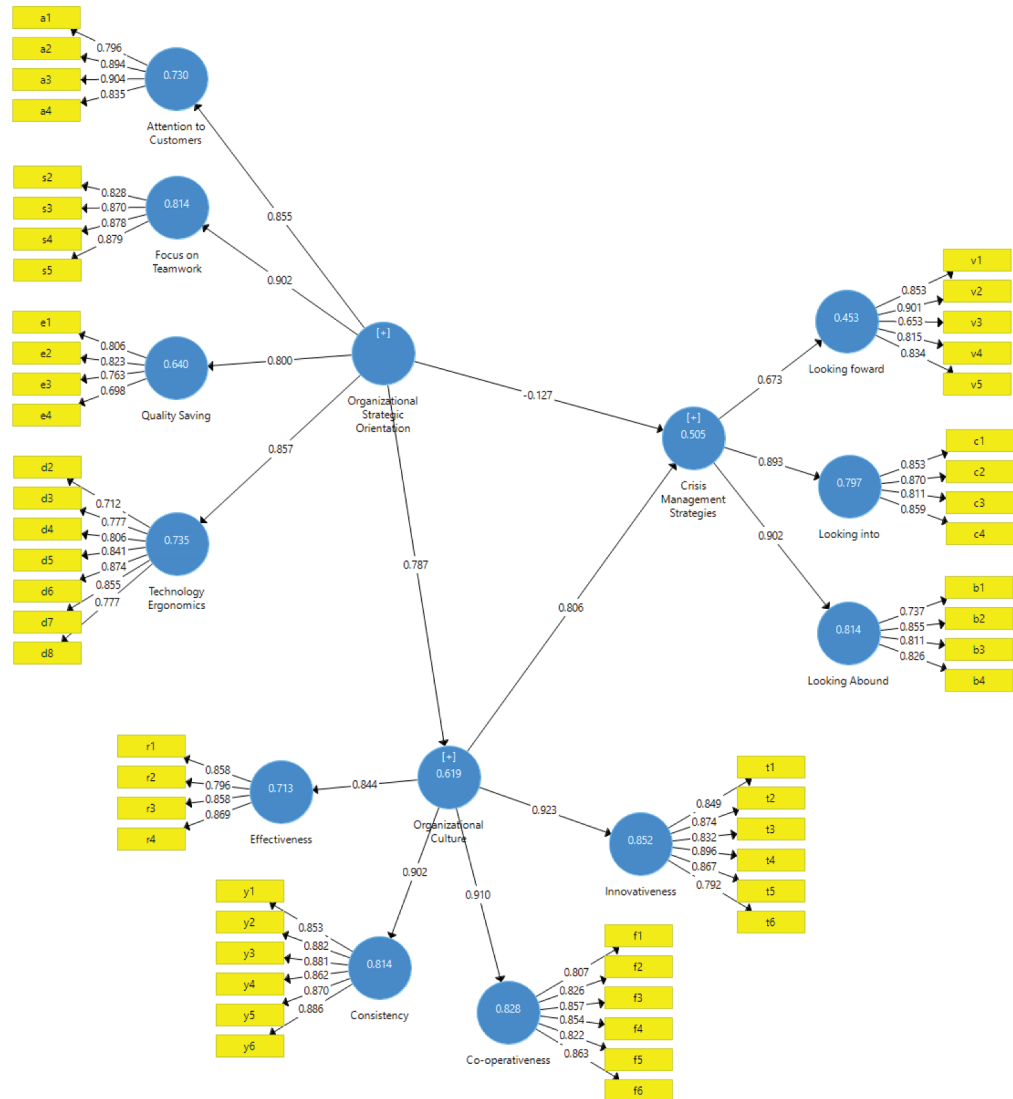 a1
a2
a3
a4
0.796
0.894
0.904
0.835
0.730
Attention to
Customers
s2
s3
s4
s5
0.828
0.870
0.878
0.879
0.814
Focus on
Teamwork
e1
e2
e3
e4
0.806
0.823
0.763
0.698
0.640
Quality Saving
d2
d3
d4
d5
d6
d7
d8
0.712
0.777
0.806
0.841
0.874
0.855
0.777
0.735
Technology
Ergonomics
0.855
0.902
0.800
0.857
[+]
Organizational
Strategic
Orientation
-0.127
0.787
0.806
[+]
0.505
Crisis
Management
Strategies
0.673
0.893
0.902
0.453
Looking foward
0.853
0.901
0.653
0.815
0.834
v1
v2
v3
v4
v5
0.797
Looking into
0.853
0.870
0.811
0.859
c1
c2
c3
c4
0.814
Looking Abound
0.737
0.855
0.811
0.826
b1
b2
b3
b4
[+]
0.619
Organizational
Culture
0.844
0.902
0.910
0.923
r1
r2
r3
r4
0.858
0.796
0.858
0.869
0.713
Effectiveness
y1
y2
y3
y4
y5
y6
0.853
0.882
0.881
0.862
0.870
0.886
0.814
Consistency
0.828
Co-operativeness
0.807
0.826
0.857
0.854
0.822
0.863
f1
f2
f3
f4
f5
f6
0.852
Innovativeness
0.849
0.874
0.832
0.896
0.867
0.792
t1
t2
t3
t4
t5
t6